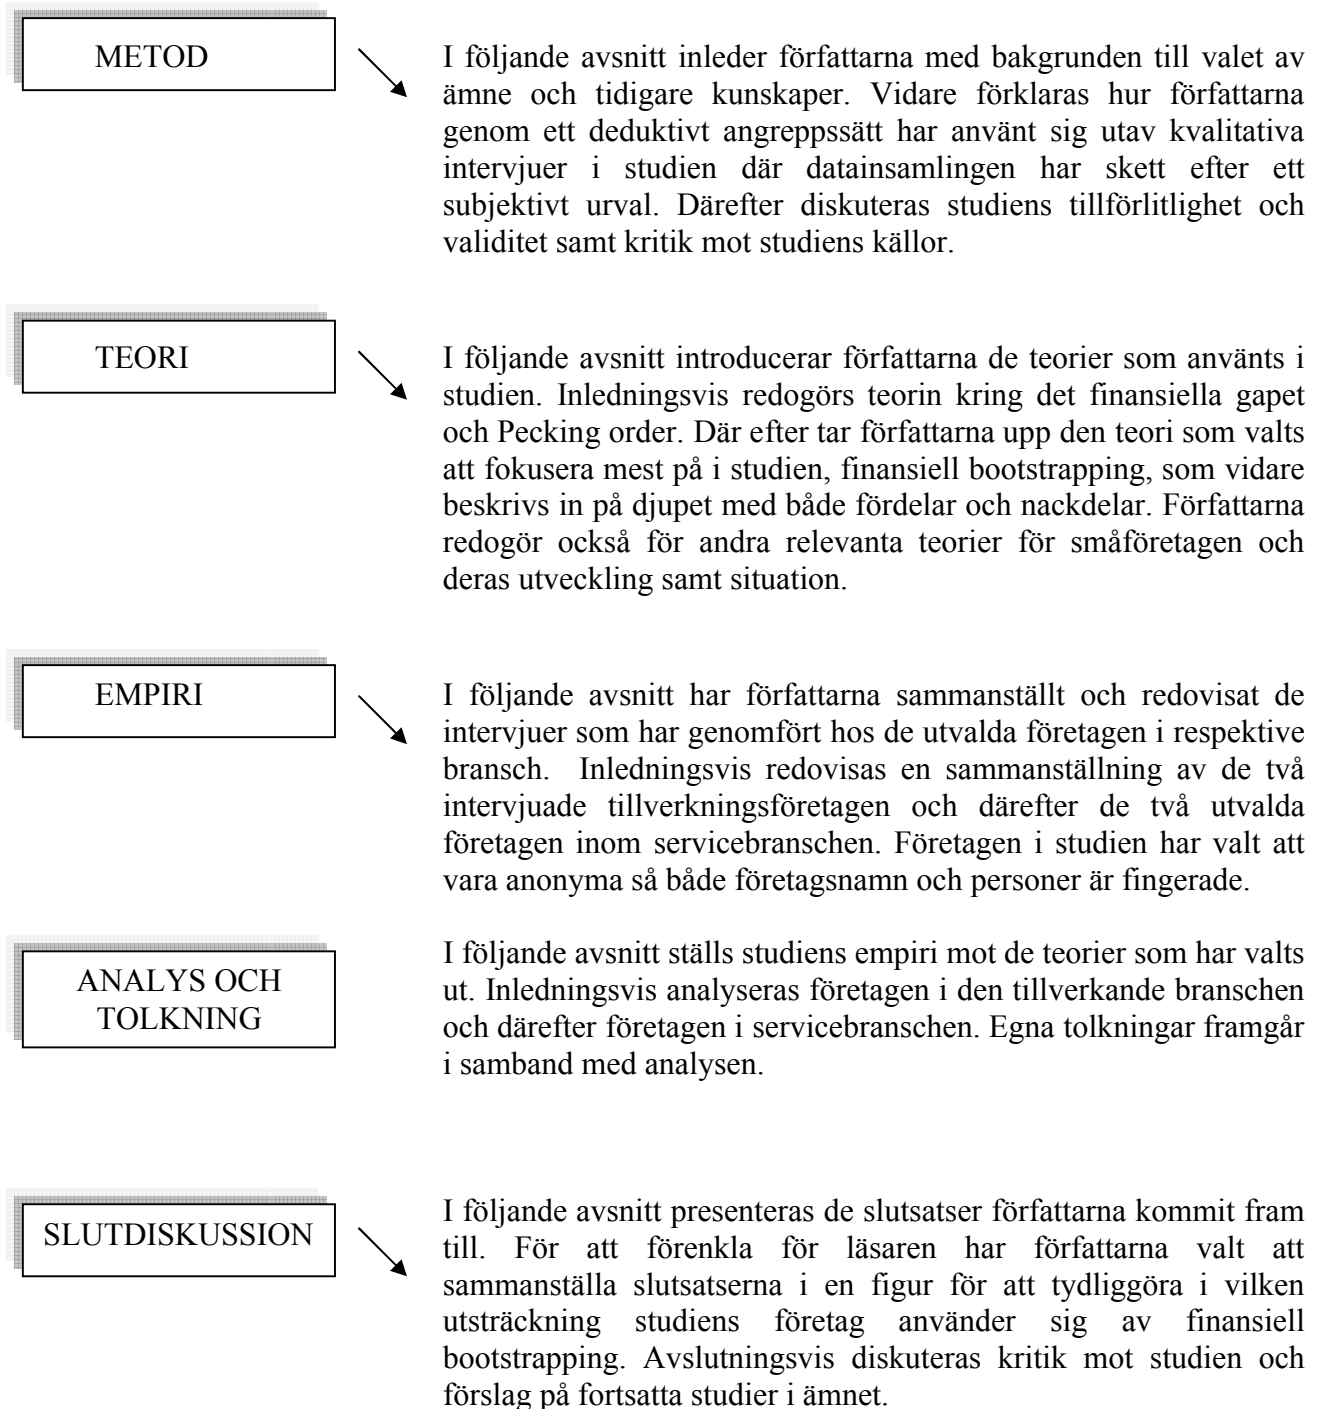 METOD
I följande avsnitt inleder författarna med bakgrunden till valet av
ämne och tidigare kunskaper. Vidare förklaras hur författarna
genom ett deduktivt angreppssätt har använt sig utav kvalitativa
intervjuer i studien där datainsamlingen har skett efter ett
subjektivt urval. Därefter diskuteras studiens tillförlitlighet och
validitet samt kritik mot studiens källor.
TEORI
I följande avsnitt introducerar författarna de teorier som använts i
studien. Inledningsvis redogörs teorin kring det finansiella gapet
och Pecking order. Där efter tar författarna upp den teori som valts
att fokusera mest på i studien, finansiell bootstrapping, som vidare
beskrivs in på djupet med både fördelar och nackdelar. Författarna
redogör också för andra relevanta teorier för småföretagen och
deras utveckling samt situation.
EMPIRI
I följande avsnitt har författarna sammanställt och redovisat de
intervjuer som har genomfört hos de utvalda företagen i respektive
bransch. Inledningsvis redovisas en sammanställning av de två
intervjuade tillverkningsföretagen och därefter de två utvalda
företagen inom servicebranschen. Företagen i studien har valt att
vara anonyma så både företagsnamn och personer är fingerade.
ANALYS OCH
TOLKNING
I följande avsnitt ställs studiens empiri mot de teorier som har valts
ut. Inledningsvis analyseras företagen i den tillverkande branschen
och därefter företagen i servicebranschen. Egna tolkningar framgår
i samband med analysen.
SLUTDISKUSSION
I följande avsnitt presenteras de slutsatser författarna kommit fram
till. För att förenkla för läsaren har författarna valt att
sammanställa slutsatserna i en figur för att tydliggöra i vilken
utsträckning studiens företag använder sig av finansiell
bootstrapping. Avslutningsvis diskuteras kritik mot studien och
förslag på fortsatta studier i ämnet.